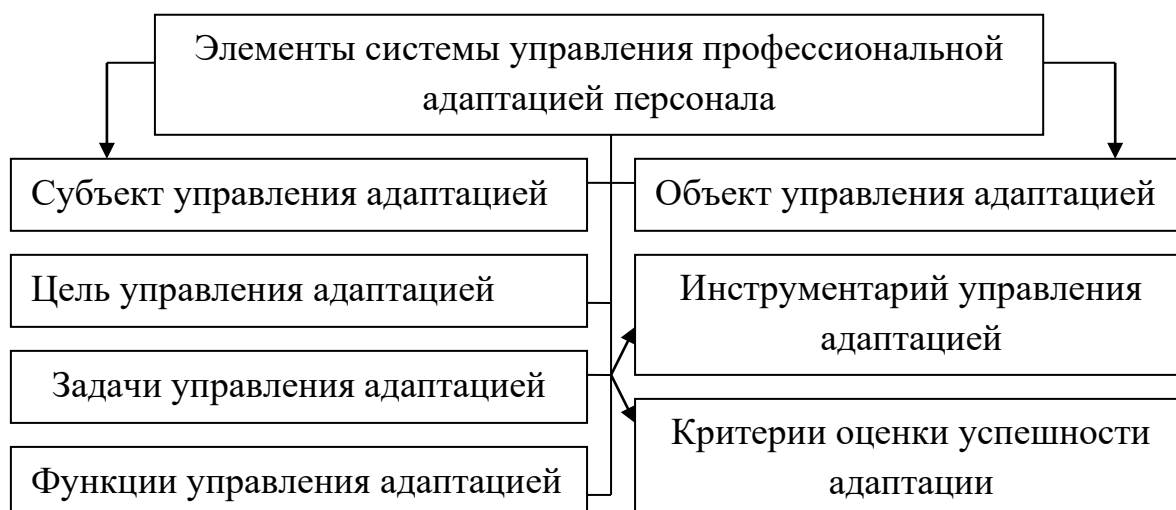 Элементы системы управления профессиональной
адаптацией персонала
Субъект управления адаптацией
Объект управления адаптацией
Цель управления адаптацией
Инструментарий управления
адаптацией
Задачи управления адаптацией
Критерии оценки успешности
адаптации
Функции управления адаптацией